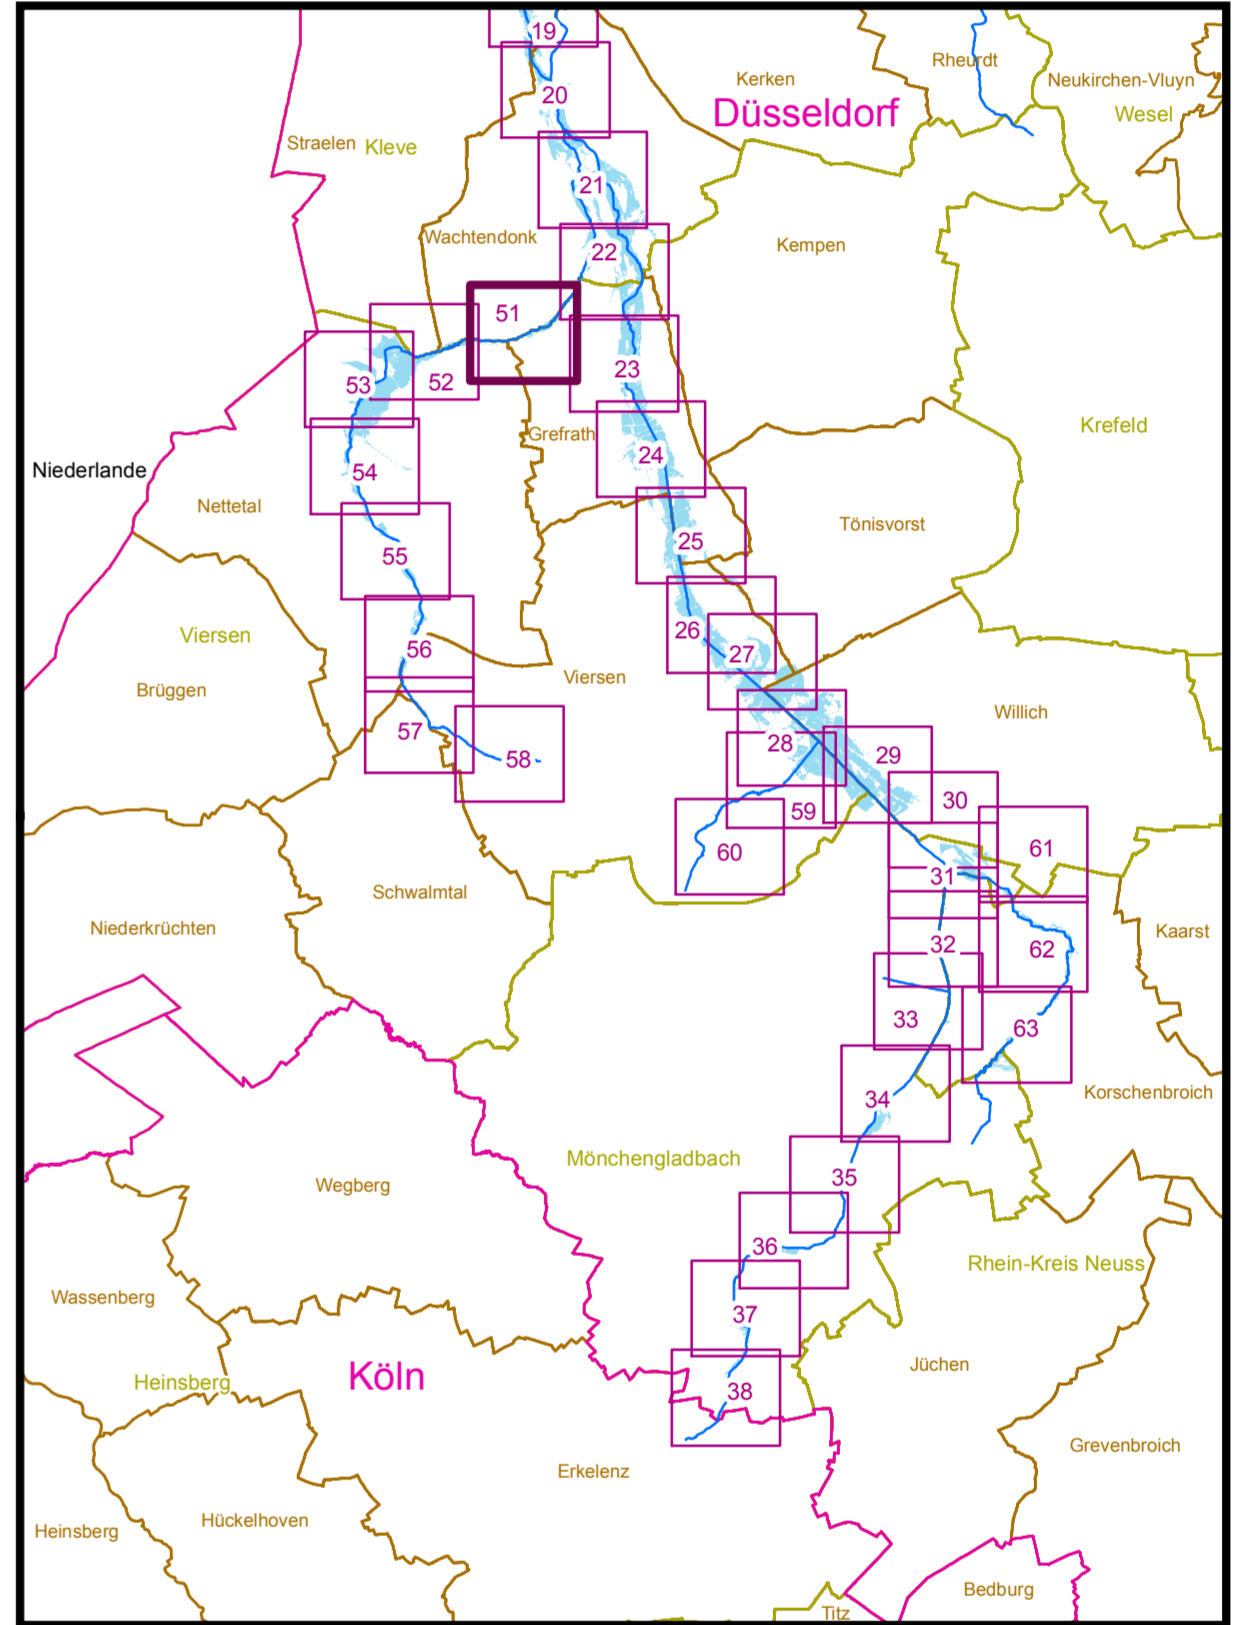 19
Rheurdt
Kerken
Neukirchen-Vluyn
20
Düsseldorf
Wesel
Straelen
Kleve
21
Wachtendonk
Kempen
22
51
23
52
53
Krefeld
Grefrath
24
Niederlande
54
Nettetal
Tönisvorst
25
55
26
Viersen
56
27
Viersen
Brüggen
Willich
57
28
29
58
30
59
61
60
31
Schwalmtal
Niederkrüchten
Kaarst
32
62
33
63
Korschenbroich
34
Mönchengladbach
35
Wegberg
36
Rhein-Kreis Neuss
Wassenberg
37
Jüchen
Köln
Heinsberg
38
Grevenbroich
Erkelenz
Hückelhoven
Heinsberg
Bedburg
Titz